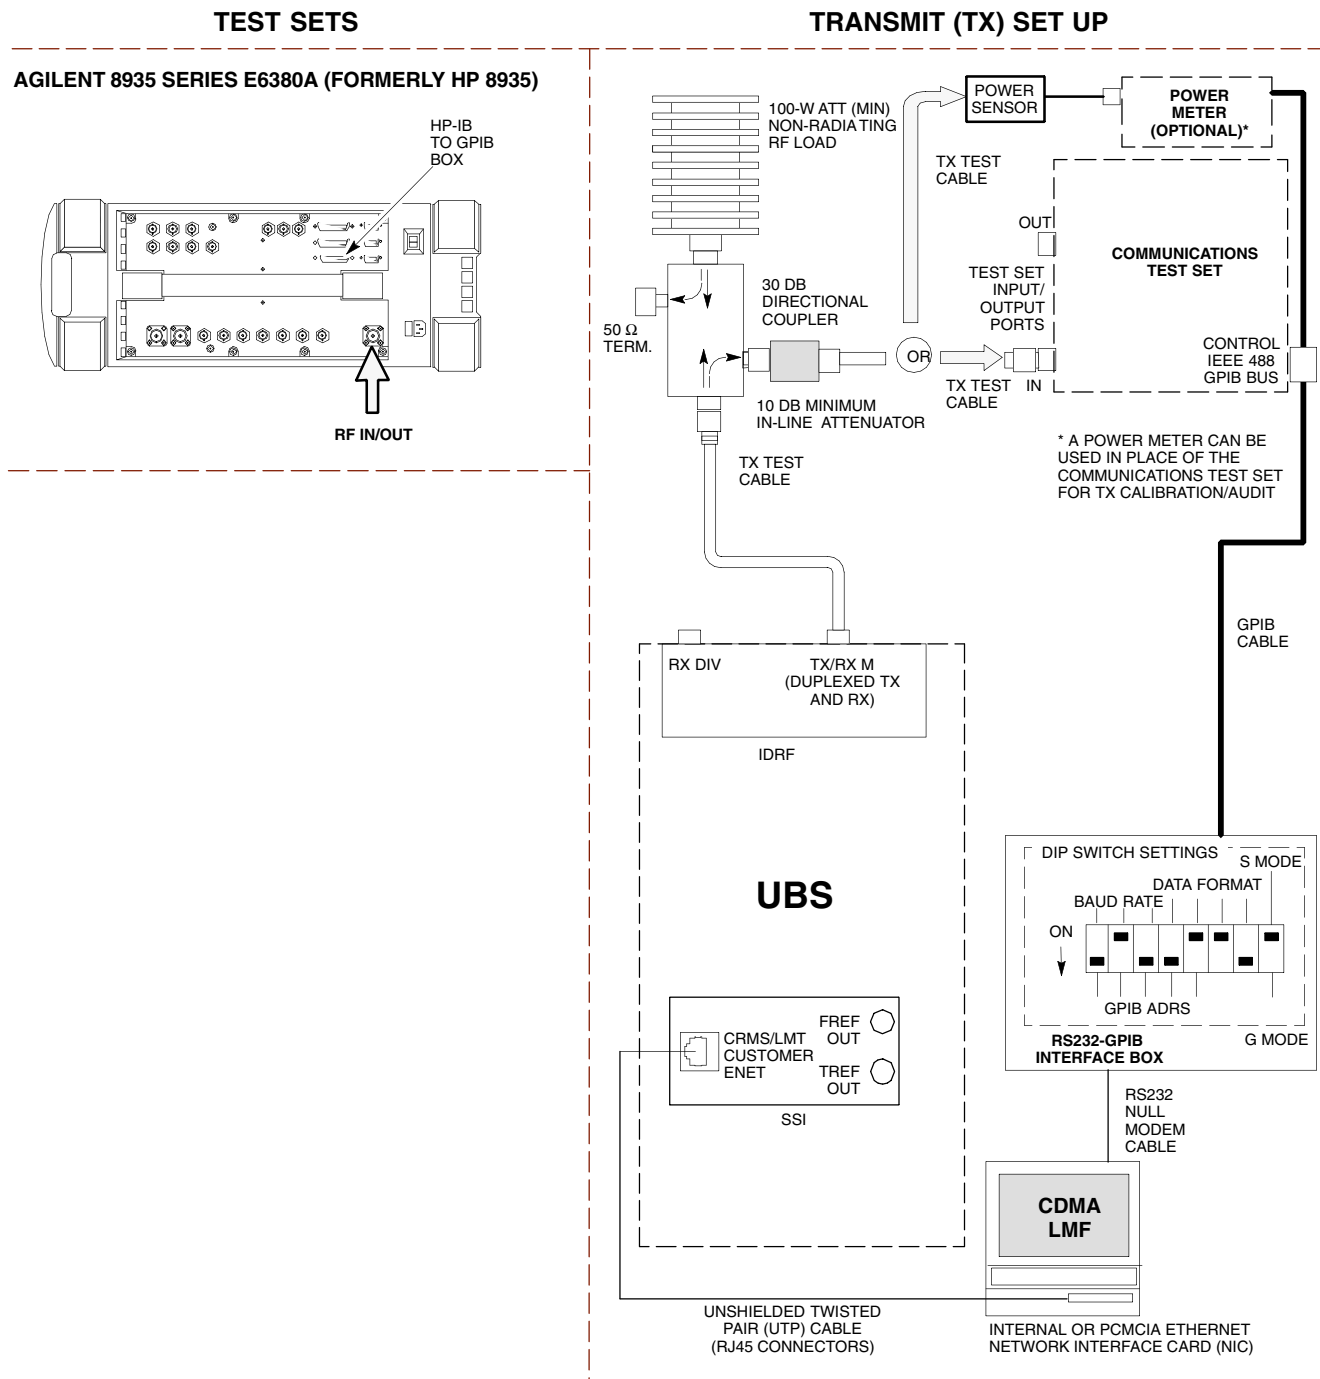 TEST SETS
TRANSMIT (TX) SET UP
AGILENT 8935 SERIES E6380A (FORMERLY HP 8935)
HP-IB
TO GPIB
BOX
RF IN/OUT
100-W ATT (MIN)
NON-RADIA TING
RF LOAD
POWER
SENSOR
POWER
METER
(OPTIONAL)*
TX TEST
CABLE
OUT
COMMUNICATIONS
TEST SET
TEST SET
INPUT/
OUTPUT
PORTS
30 DB
DIRECTIONAL
COUPLER
50 Ω
TERM.
OR
TX TEST
CABLE
IN
CONTROL
IEEE 488
GPIB BUS
10 DB MINIMUM
IN-LINE ATTENUATOR
TX TEST
CABLE
* A POWER METER CAN BE
USED IN PLACE OF THE
COMMUNICATIONS TEST SET
FOR TX CALIBRATION/AUDIT
GPIB
CABLE
RX DIV
TX/RX M
(DUPLEXED TX
AND RX)
IDRF
UBS
DIP SWITCH SETTINGS
S MODE
DATA FORMAT
BAUD RATE
ON
GPIB ADRS
G MODE
RS232-GPIB
INTERFACE BOX
CRMS/LMT
CUSTOMER
ENET
FREF
OUT
TREF
OUT
SSI
RS232
NULL
MODEM
CABLE
CDMA
LMF
UNSHIELDED TWISTED
PAIR (UTP) CABLE
(RJ45 CONNECTORS)
INTERNAL OR PCMCIA ETHERNET
NETWORK INTERFACE CARD (NIC)